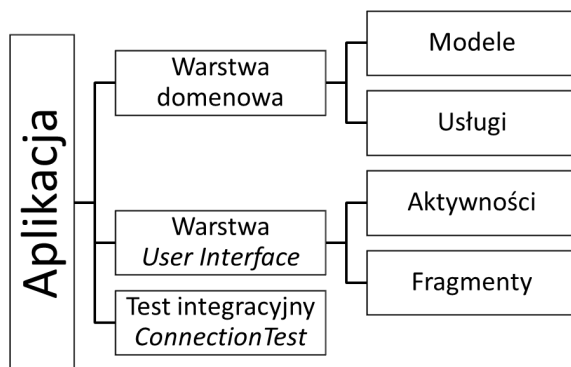 Aplikacja
Warstwa
domenowa
Modele
Usługi
Warstwa
User Interface
Aktywności
Fragmenty
Test integracyjny
ConnectionTest